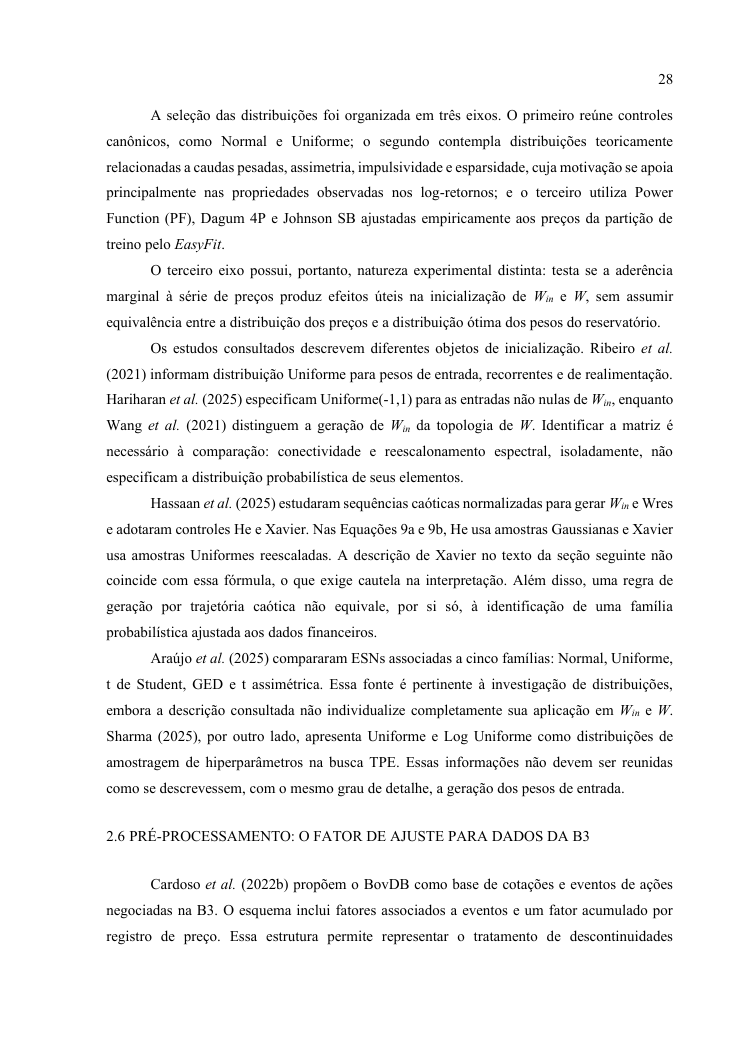 28
A seleção das distribuições foi organizada em três eixos. O primeiro reúne controles
canônicos, como Normal e Uniforme; o segundo contempla distribuições teoricamente
relacionadas a caudas pesadas, assimetria, impulsividade e esparsidade, cuja motivação se apoia
principalmente nas propriedades observadas nos log-retornos; e o terceiro utiliza Power
Function (PF), Dagum 4P e Johnson SB ajustadas empiricamente aos preços da partição de
treino pelo EasyFit.
O terceiro eixo possui, portanto, natureza experimental distinta: testa se a aderência
marginal à série de preços produz efeitos úteis na inicialização de Win e W, sem assumir
equivalência entre a distribuição dos preços e a distribuição ótima dos pesos do reservatório.
Os estudos consultados descrevem diferentes objetos de inicialização. Ribeiro et al.
(2021) informam distribuição Uniforme para pesos de entrada, recorrentes e de realimentação.
Hariharan et al. (2025) especificam Uniforme(-1,1) para as entradas não nulas de Win, enquanto
Wang et al. (2021) distinguem a geração de Win da topologia de W. Identificar a matriz é
necessário à comparação: conectividade e reescalonamento espectral, isoladamente, não
especificam a distribuição probabilística de seus elementos.
Hassaan et al. (2025) estudaram sequências caóticas normalizadas para gerar Win e Wres
e adotaram controles He e Xavier. Nas Equações 9a e 9b, He usa amostras Gaussianas e Xavier
usa amostras Uniformes reescaladas. A descrição de Xavier no texto da seção seguinte não
coincide com essa fórmula, o que exige cautela na interpretação. Além disso, uma regra de
geração por trajetória caótica não equivale, por si só, à identificação de uma família
probabilística ajustada aos dados financeiros.
Araújo et al. (2025) compararam ESNs associadas a cinco famílias: Normal, Uniforme,
t de Student, GED e t assimétrica. Essa fonte é pertinente à investigação de distribuições,
embora a descrição consultada não individualize completamente sua aplicação em Win e W.
Sharma (2025), por outro lado, apresenta Uniforme e Log Uniforme como distribuições de
amostragem de hiperparâmetros na busca TPE. Essas informações não devem ser reunidas
como se descrevessem, com o mesmo grau de detalhe, a geração dos pesos de entrada.
2.6 PRÉ-PROCESSAMENTO: O FATOR DE AJUSTE PARA DADOS DA B3
Cardoso et al. (2022b) propõem o BovDB como base de cotações e eventos de ações
negociadas na B3. O esquema inclui fatores associados a eventos e um fator acumulado por
registro de preço. Essa estrutura permite representar o tratamento de descontinuidades